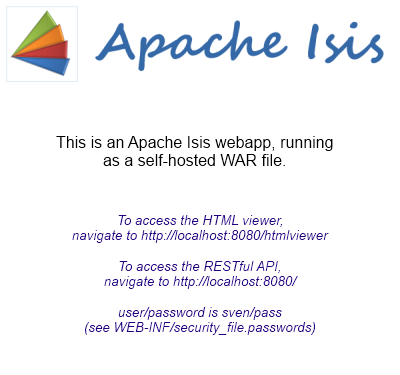 Apache Isis
This is an Apache Isis webapp, running
as a self-hosted WAR file.
To access the HTML viewer,
navigate to http://localhost:8080/htmlviewer
To access the RESTful API,
navigate to http://localhost:8080/
user/password is sven/pass
(see WEB-INF/security_file.passwords)